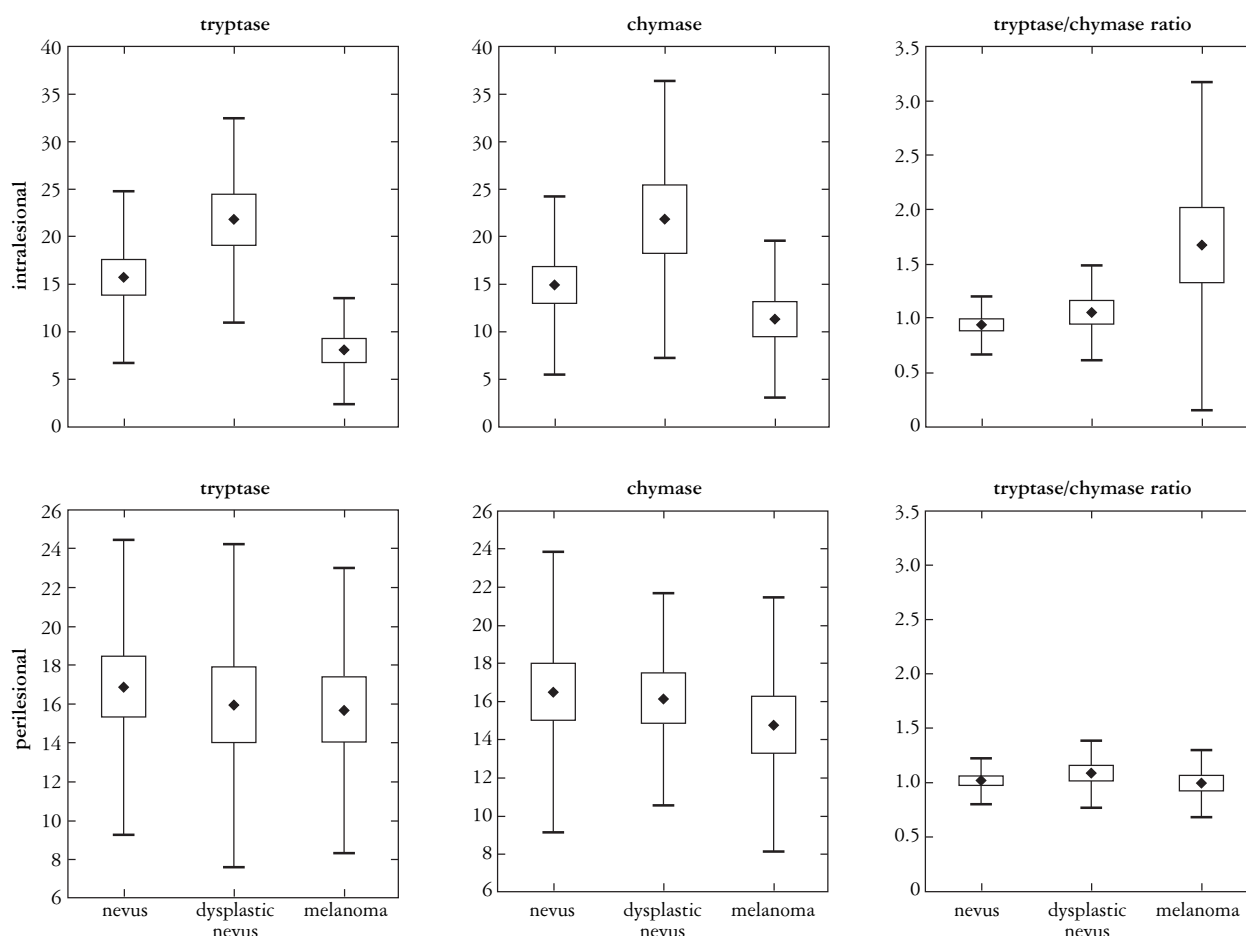 tryptase
chymase
tryptase/chymase ratio
intralesional
40
35
30
25
20
15
10
5
0
40
35
30
25
20
15
10
5
0
3.5
3.0
2.5
2.0
1.5
1.0
0.5
0
tryptase
chymase
tryptase/chymase ratio
perilesional
26
24
22
20
18
16
14
12
10
8
6
26
24
22
20
18
16
14
12
10
8
6
3.5
3.0
2.5
2.0
1.5
1.0
0.5
0
nevus
dysplastic
nevus
melanoma
nevus
dysplastic
nevus
melanoma
nevus
dysplastic
nevus
melanoma